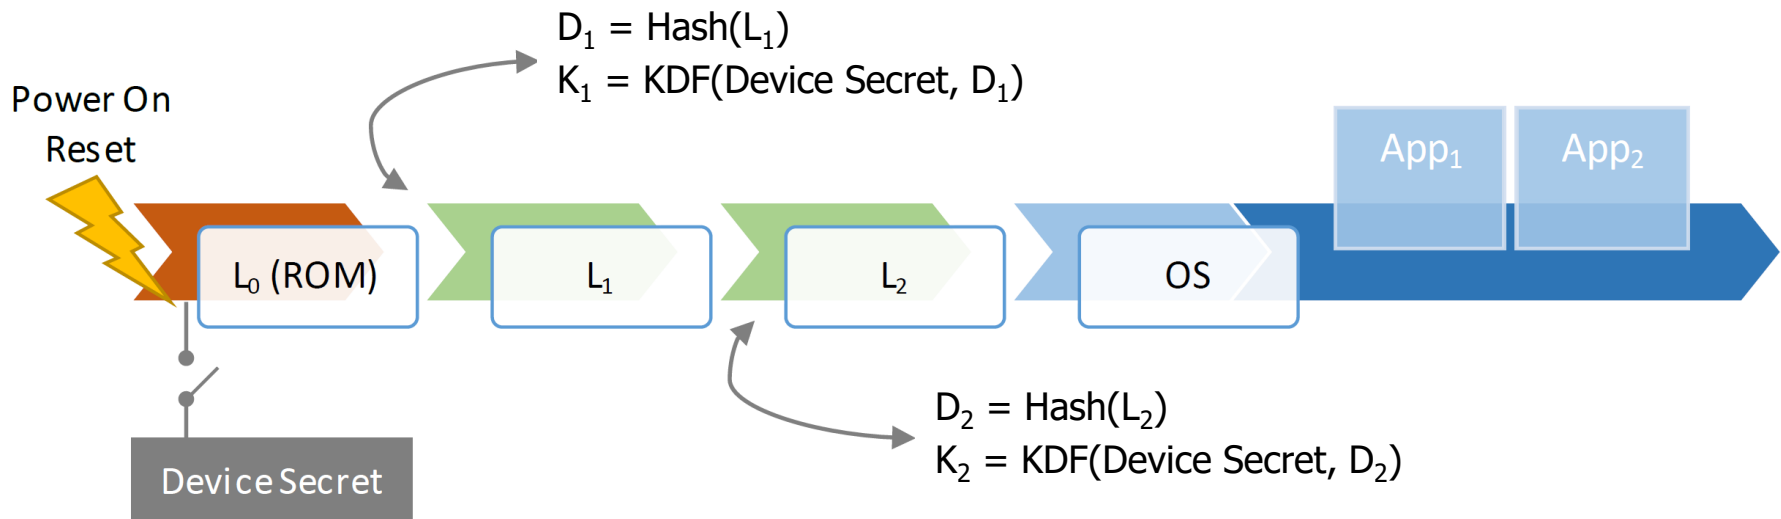 D₁ = Hash(L₁)
K₁ = KDF(Device Secret, D₁)
Power On
Reset
App₁
App₂
L₀ (ROM)
L₁
L₂
OS
D₂ = Hash(L₂)
K₂ = KDF(Device Secret, D₂)
Device Secret